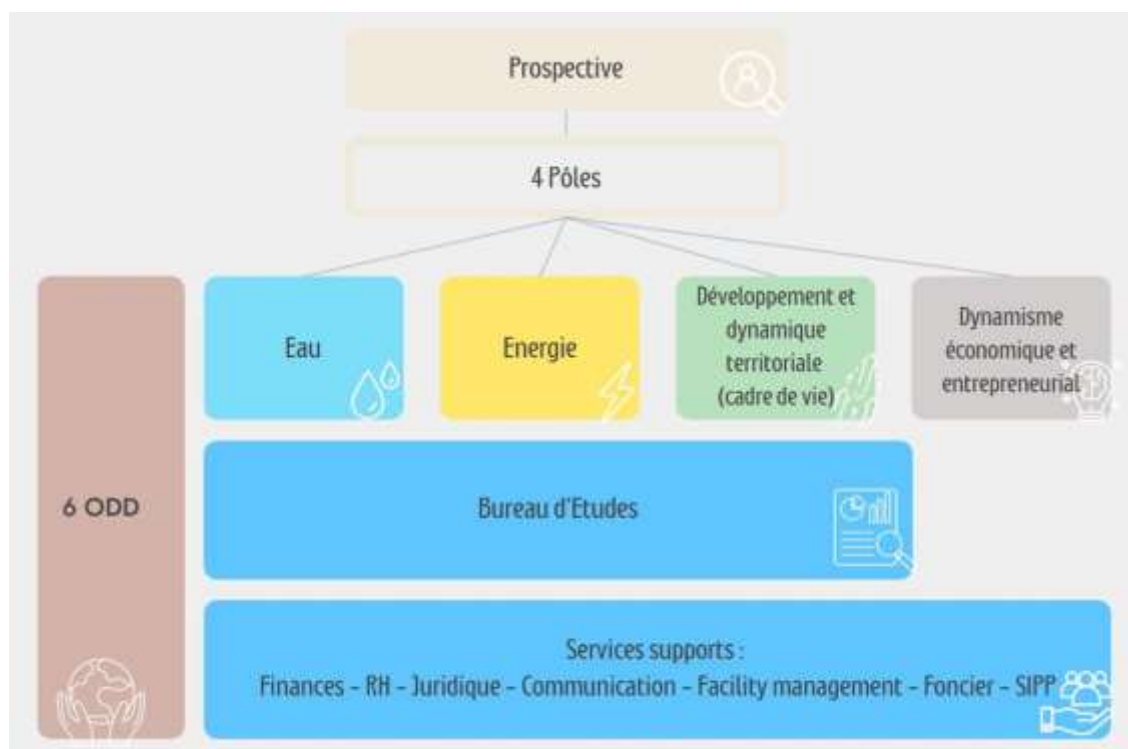 Prospective
4 Pôles
Eau
Energie
Développement et
dynamique
territoriale
(cadre de vie)
Dynamisme
économique et
entrepreneurial
6 ODD
Bureau d'Etudes
Services supports :
Finances – RH – Juridique – Communication – Facility management – Foncier – SIPP